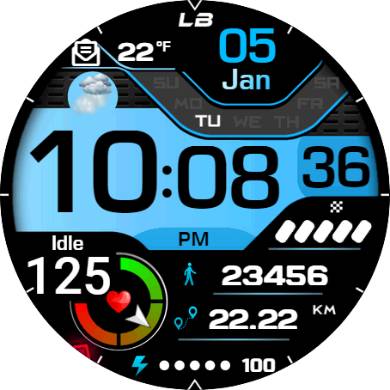 LB
22°F
05
Jan
SU
MO
TU
WE
TH
FR
SA
10:08
36
PM
Idle
125
23456
22.22 KM
100